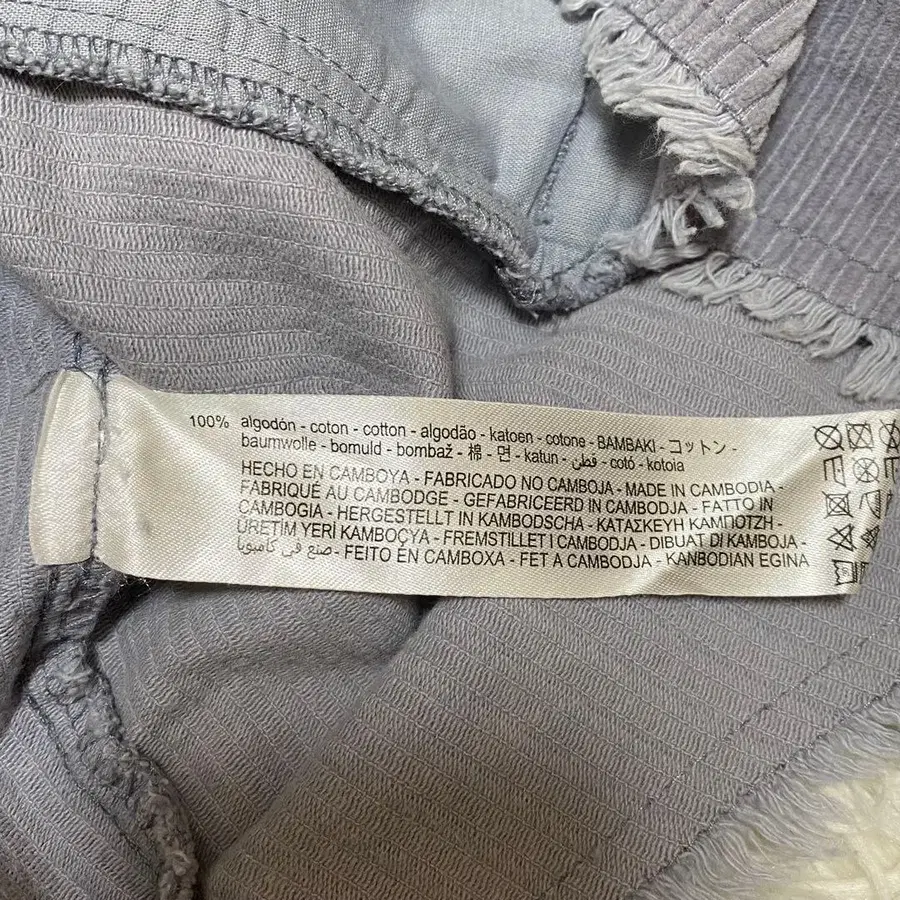 100% algodón - coton - cotton - algodão - katoen - cotone - BAMBAKI - コットン -
baumwolle - bomuld - bombaž - 棉 - 면 - katun - قطن - cotó - kotoia
HECHO EN CAMBOYA - FABRICADO NO CAMBOJA - MADE IN CAMBODIA -
FABRIQUÉ AU CAMBODGE - GEFABRICEERD IN CAMBODJA - FATTO IN
CAMBOGIA - HERGESTELLT IN KAMBODSCHA - ΚΑΤΑΣΚΕΥΗ ΚΑΜΠΟΤΖΗ -
ÜRETİM YERİ KAMBOÇYA - FREMSTILLET I CAMBODJA - DIBUAT DI KAMBOJA -
صنع في كامبوديا - FEITO EN CAMBOXA - FET A CAMBODJA - KANBODIAN EGINA